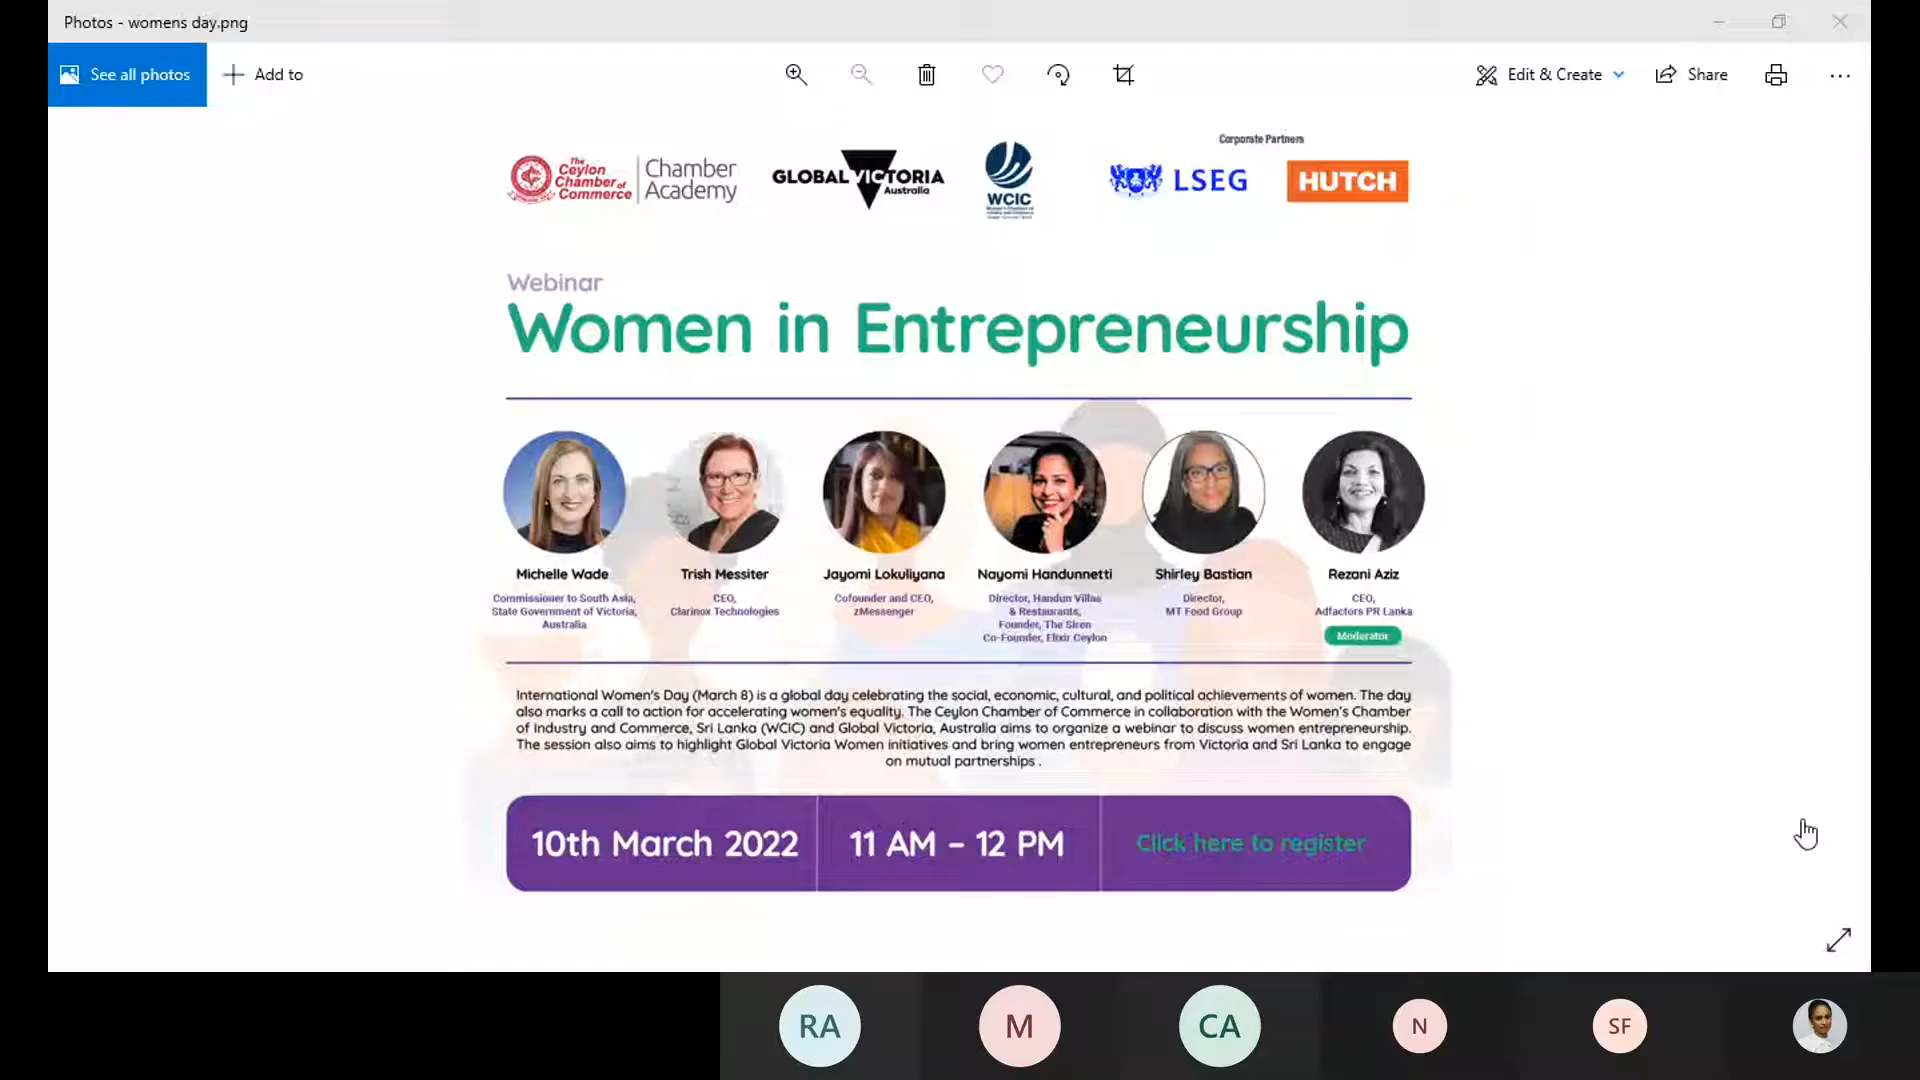 Photos - womens day.png
See all photos
Add to
Edit & Create
Share
Corporate Partners
The
Ceylon
Chamber of
Commerce
Chamber
Academy
GLOBAL VICTORIA
Australia
WCIC
LSEG
HUTCH
Webinar
Women in Entrepreneurship
Michelle Wade
Commissioner to South Asia,
State Government of Victoria,
Australia
Trish Messiter
CEO,
Clarinox Technologies
Jayomi Lokuliyana
Cofounder and CEO,
zMessenger
Nayomi Handunnetti
Director, Handun Villas
& Restaurants,
Founder, The Siren
Co-Founder, Elixir Ceylon
Shirley Bastian
Director,
MT Food Group
Rezani Aziz
CEO,
Adfactors PR Lanka
Moderator
International Women's Day (March 8) is a global day celebrating the social, economic, cultural, and political achievements of women. The day
also marks a call to action for accelerating women's equality. The Ceylon Chamber of Commerce in collaboration with the Women's Chamber
of Industry and Commerce, Sri Lanka (WCIC) and Global Victoria, Australia aims to organize a webinar to discuss women entrepreneurship.
The session also aims to highlight Global Victoria Women initiatives and bring women entrepreneurs from Victoria and Sri Lanka to engage
on mutual partnerships .
10th March 2022
11 AM – 12 PM
Click here to register
RA
M
CA
N
SF